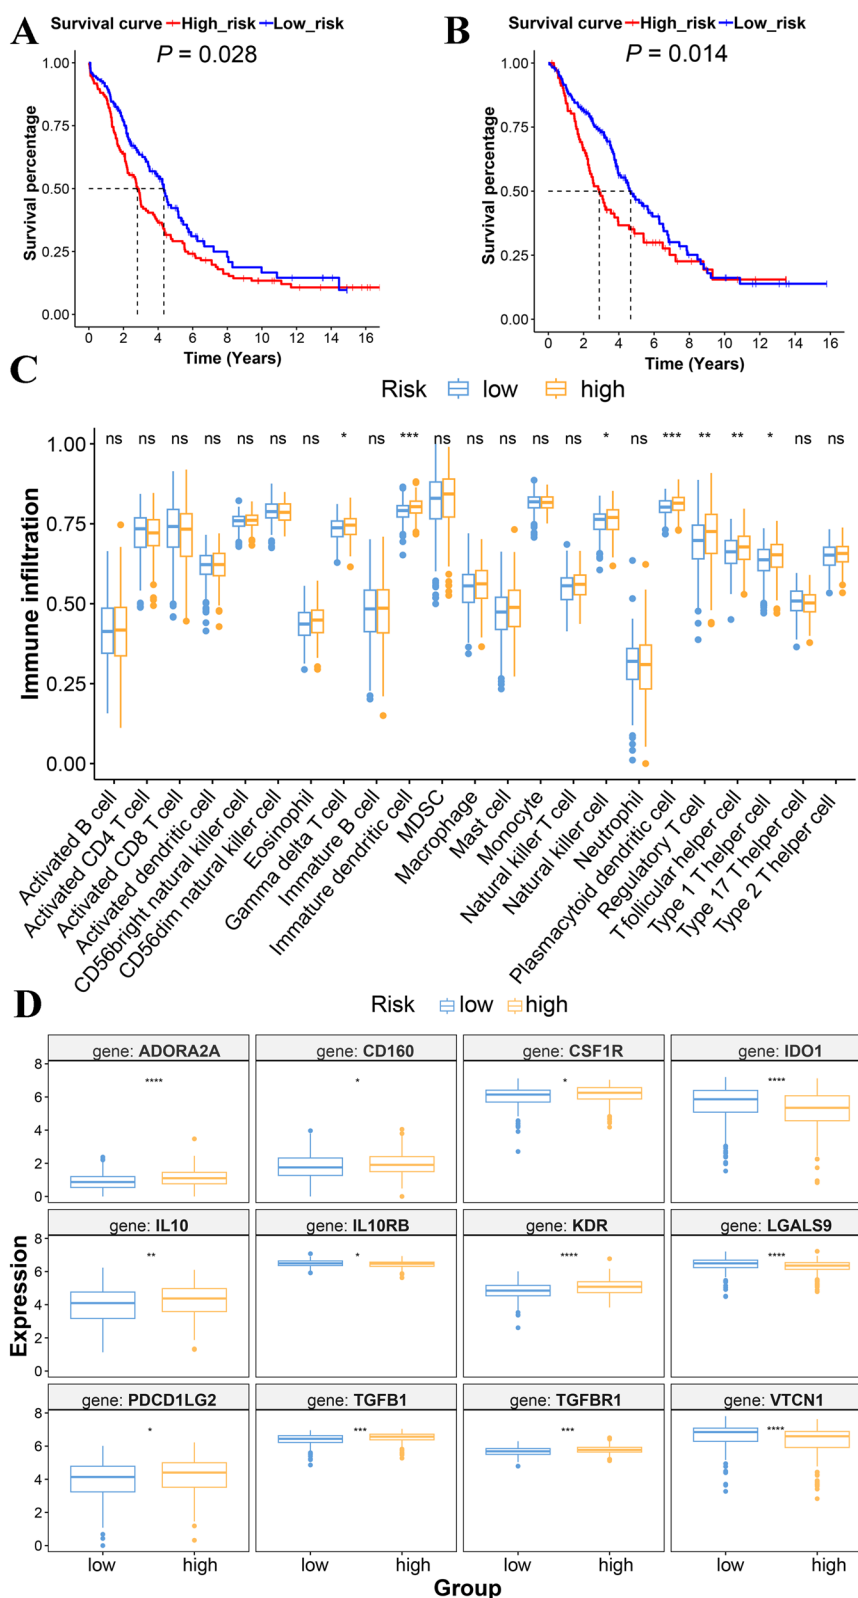 A
Survival curve High_risk Low_risk
P = 0.028
Survival percentage
1.00
0.75
0.50
0.25
0.00
0 2 4 6 8 10 12 14 16
Time (Years)
B
Survival curve High_risk Low_risk
P = 0.014
Survival percentage
1.00
0.75
0.50
0.25
0.00
0 2 4 6 8 10 12 14 16
Time (Years)
C
Risk low high
ns ns ns ns ns ns ns * ns *** ns ns ns ns ns * ns *** ** ** * ns ns
Immune infiltration
1.00
0.75
0.50
0.25
0.00
Activated B cell
Activated CD4 T cell
Activated CD8 T cell
Activated dendritic cell
CD56bright natural killer cell
CD56dim natural killer cell
Eosinophil
Gamma delta T cell
Immature B cell
Immature dendritic cell
MDSC
Macrophage
Mast cell
Monocyte
Natural killer T cell
Natural killer cell
Neutrophil
Plasmacytoid dendritic cell
Regulatory T cell
T follicular helper cell
Type 1 T helper cell
Type 17 T helper cell
Type 2 T helper cell
D
Risk low high
Expression
gene: ADORA2A gene: CD160 gene: CSF1R gene: IDO1
**** * * ****
8
6
4
2
0
gene: IL10 gene: IL10RB gene: KDR gene: LGALS9
** * **** ****
8
6
4
2
0
gene: PDCD1LG2 gene: TGFB1 gene: TGFBR1 gene: VTCN1
* *** *** ****
8
6
4
2
0
low high low high low high low high
Group